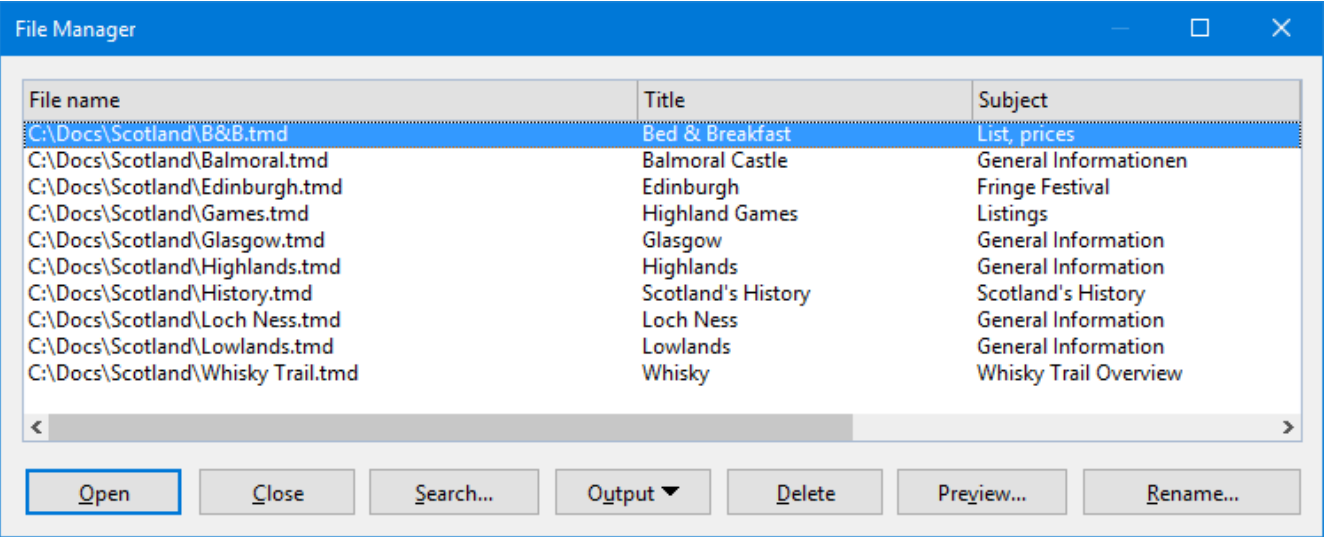 File Manager
File name Title Subject
C:\Docs\Scotland\B&B.tmd Bed & Breakfast List, prices
C:\Docs\Scotland\Balmoral.tmd Balmoral Castle General Informationen
C:\Docs\Scotland\Edinburgh.tmd Edinburgh Fringe Festival
C:\Docs\Scotland\Games.tmd Highland Games Listings
C:\Docs\Scotland\Glasgow.tmd Glasgow General Information
C:\Docs\Scotland\Highlands.tmd Highlands General Information
C:\Docs\Scotland\History.tmd Scotland's History Scotland's History
C:\Docs\Scotland\Loch Ness.tmd Loch Ness General Information
C:\Docs\Scotland\Lowlands.tmd Lowlands General Information
C:\Docs\Scotland\Whisky Trail.tmd Whisky Whisky Trail Overview
Open Close Search... Output Delete Preview... Rename...